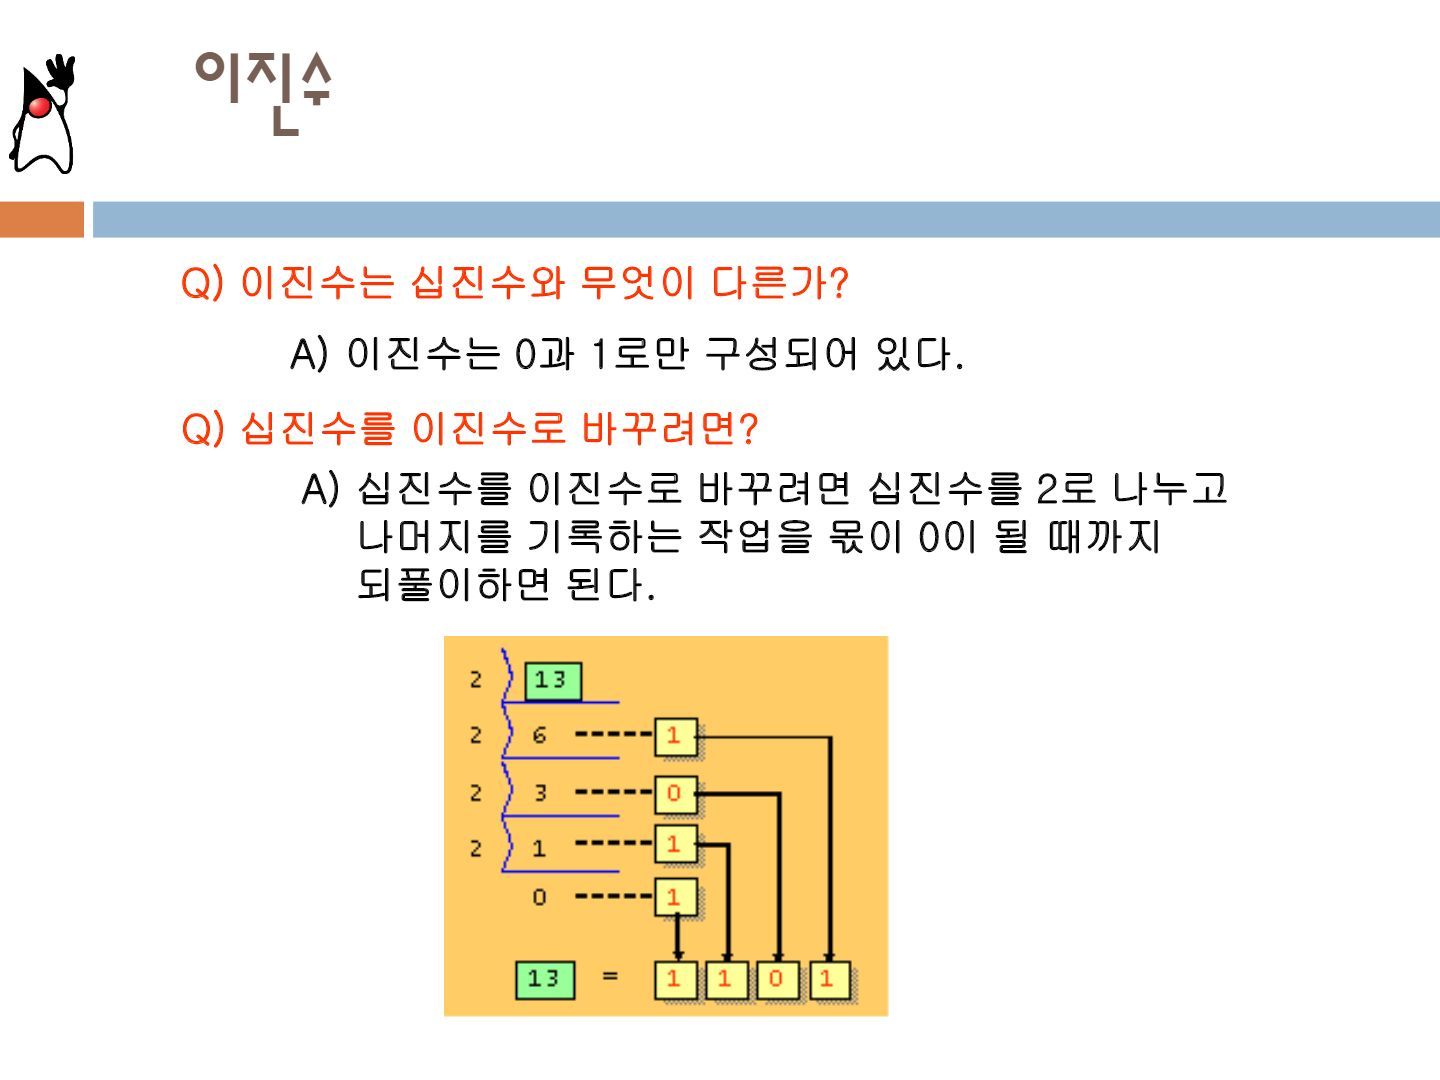 이진수
Q) 이진수는 십진수와 무엇이 다른가?
A) 이진수는 0과 1로만 구성되어 있다.
Q) 십진수를 이진수로 바꾸려면?
A) 십진수를 이진수로 바꾸려면 십진수를 2로 나누고
나머지를 기록하는 작업을 몫이 0이 될 때까지
되풀이하면 된다.
2 13
2 6 1
2 3 0
2 1 1
0 1
13 = 1 1 0 1